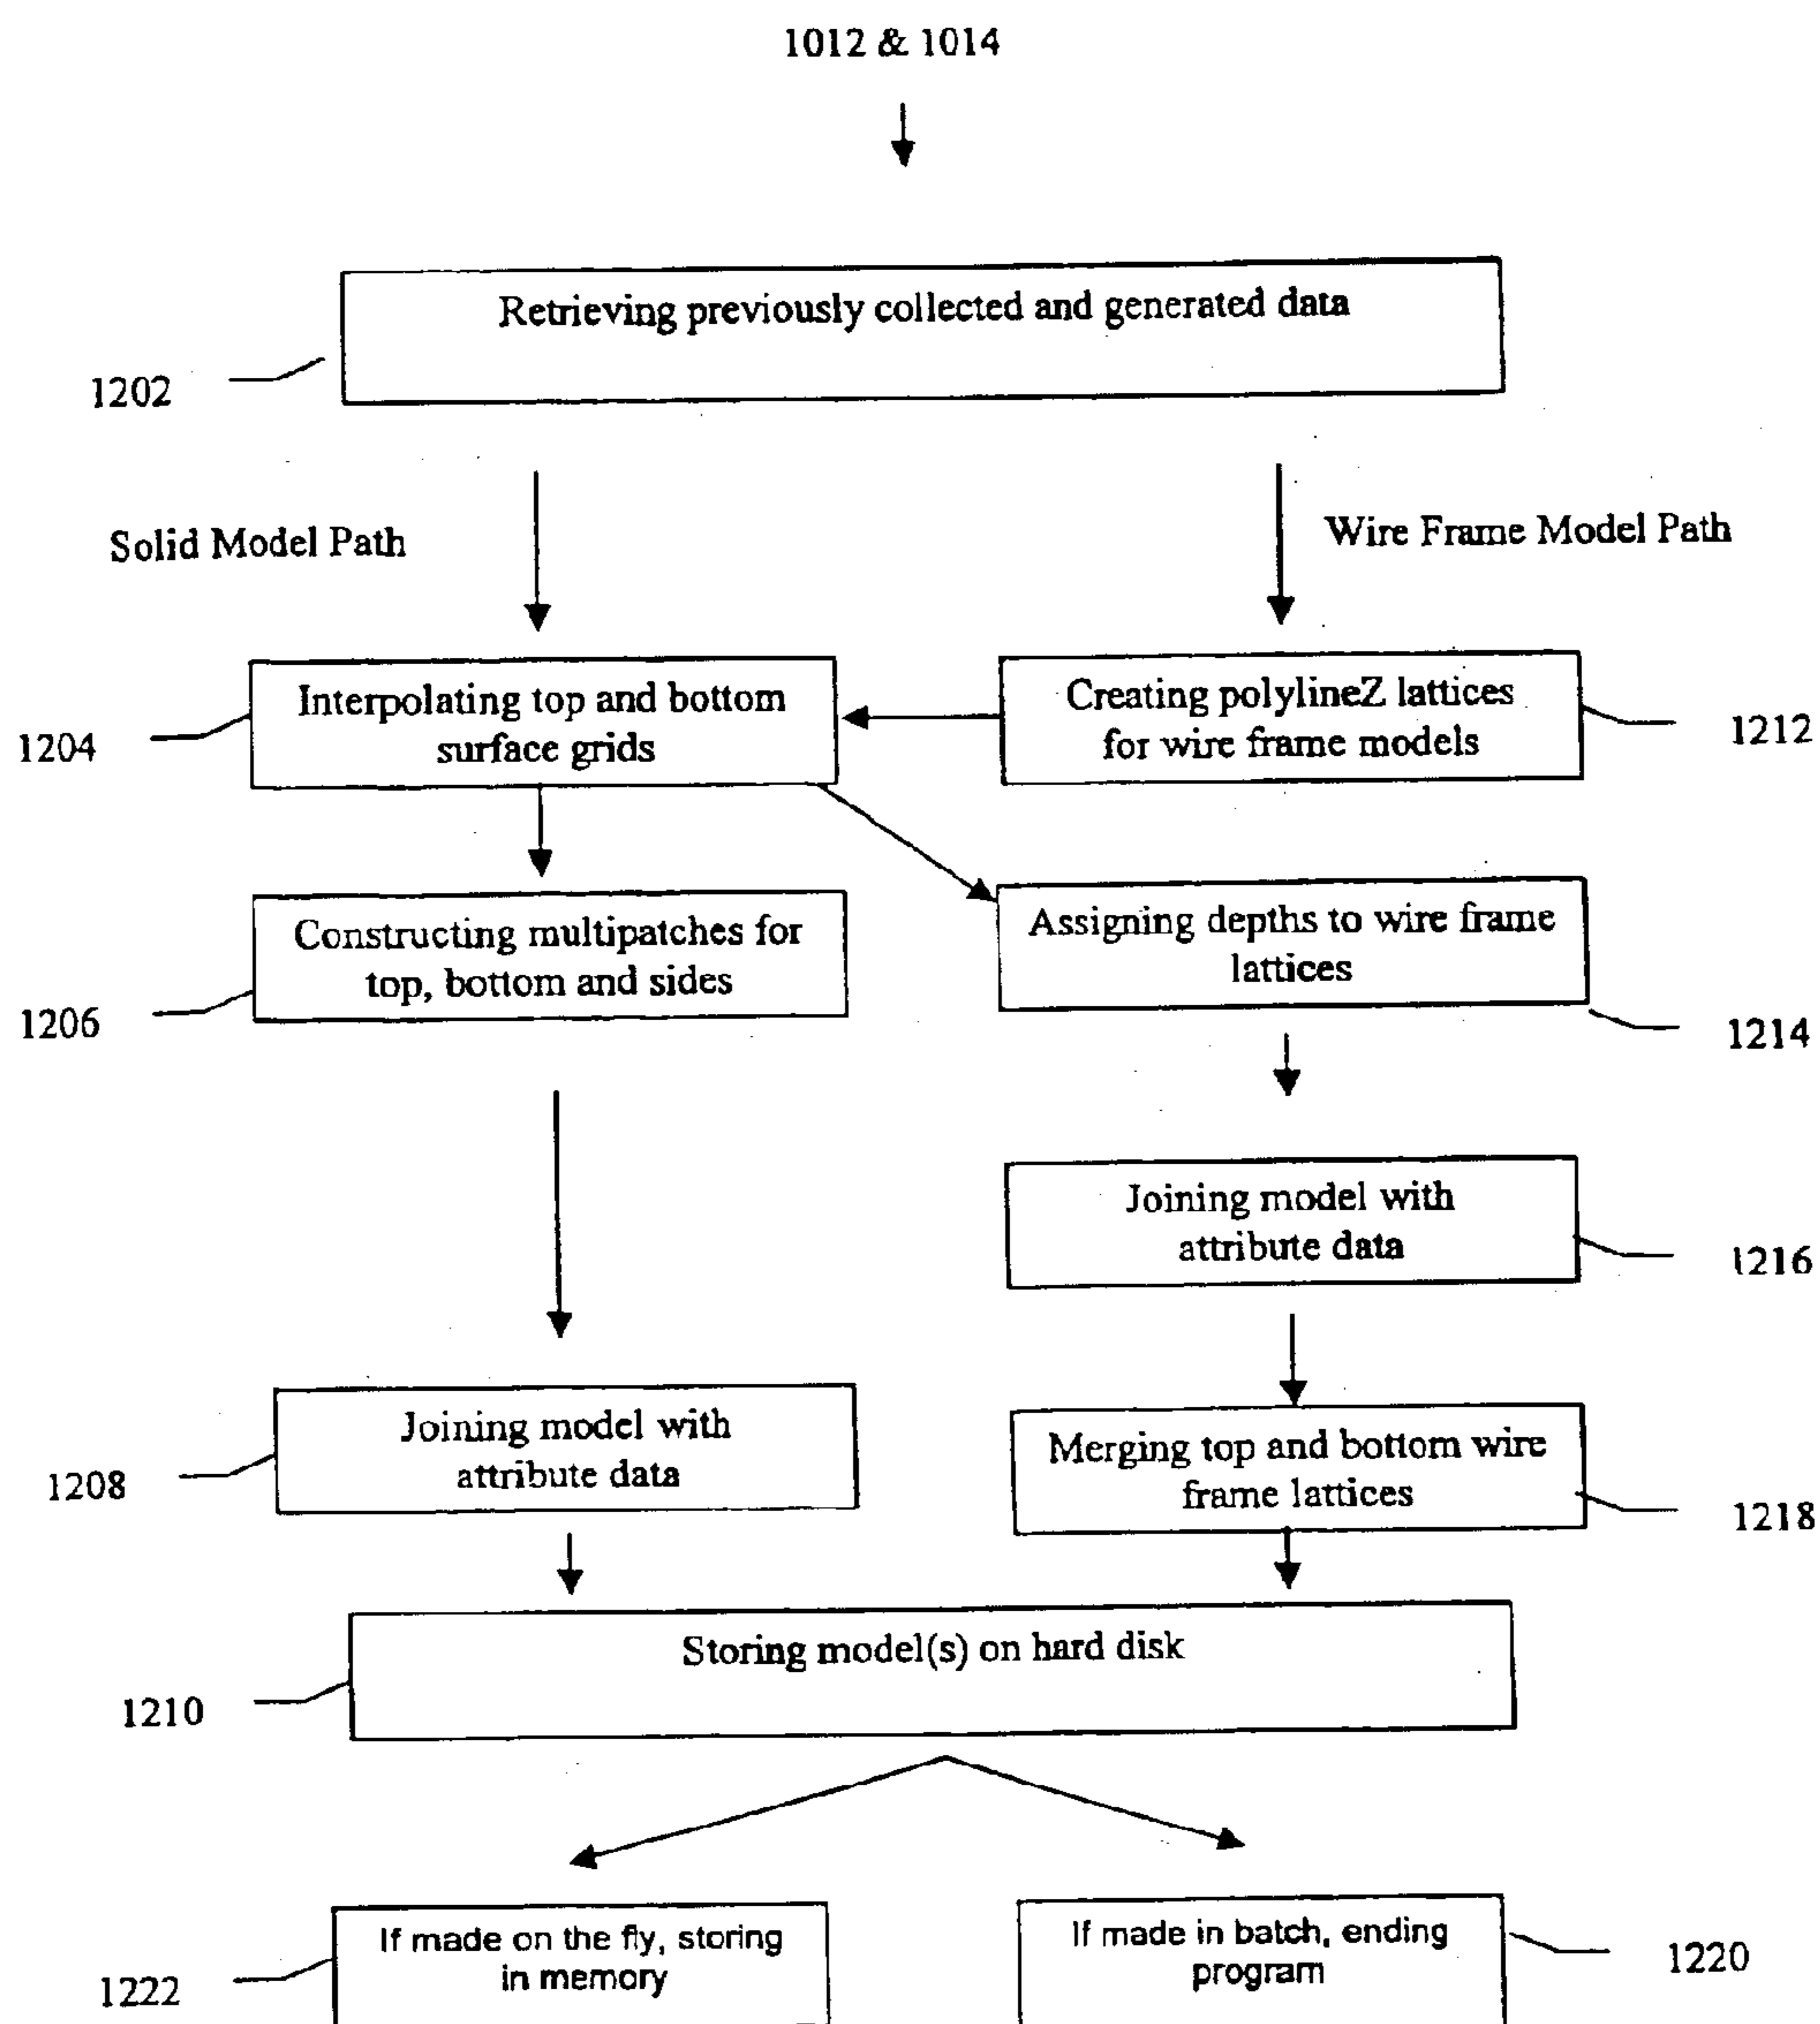 1012 & 1014
Retrieving previously collected and generated data
1202
Solid Model Path
Wire Frame Model Path
Interpolating top and bottom
surface grids
1204
Creating polylineZ lattices
for wire frame models
1212
Constructing multipatches for
top, bottom and sides
1206
Assigning depths to wire frame
lattices
1214
Joining model with
attribute data
1216
Joining model with
attribute data
1208
Merging top and bottom wire
frame lattices
1218
Storing model(s) on hard disk
1210
If made on the fly, storing
in memory
1222
If made in batch, ending
program
1220